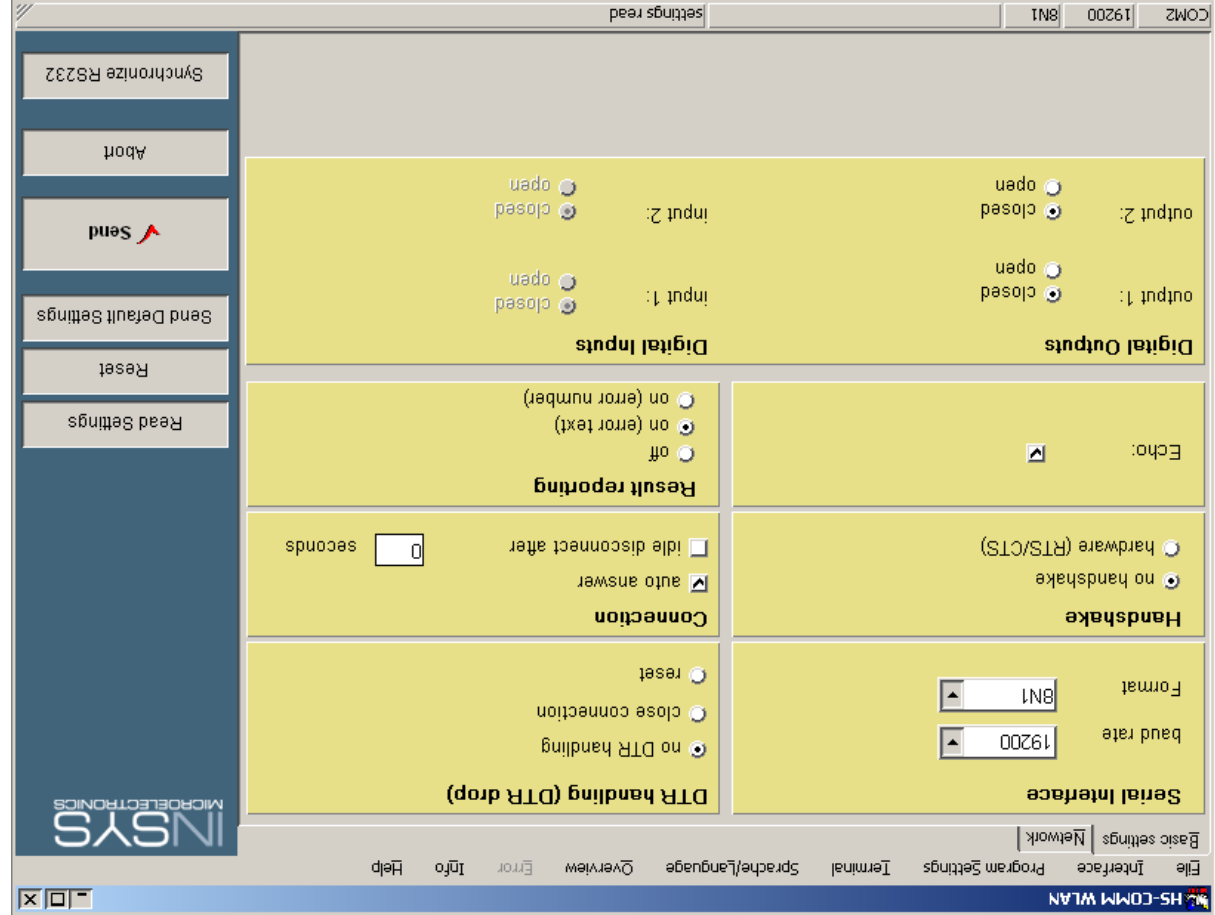 HS-COMM WLAN
File Interface Program Settings Terminal Sprache/Language Overview Error Info Help
Basic settings Network
Serial Interface
baud rate 19200
Format 8N1
DTR handling (DTR drop)
no DTR handling
close connection
reset
Handshake
no handshake
hardware (RTS/CTS)
Connection
auto answer
idle disconnect after 0 seconds
Echo:
Result reporting
off
on (error text)
on (error number)
Digital Outputs
output 1: closed
open
output 2: closed
open
Digital Inputs
input 1: closed
open
input 2: closed
open
INSYS
MICROELECTRONICS
Read Settings
Reset
Send Default Settings
Send
Abort
Synchronize RS232
COM2 19200 8N1 settings read